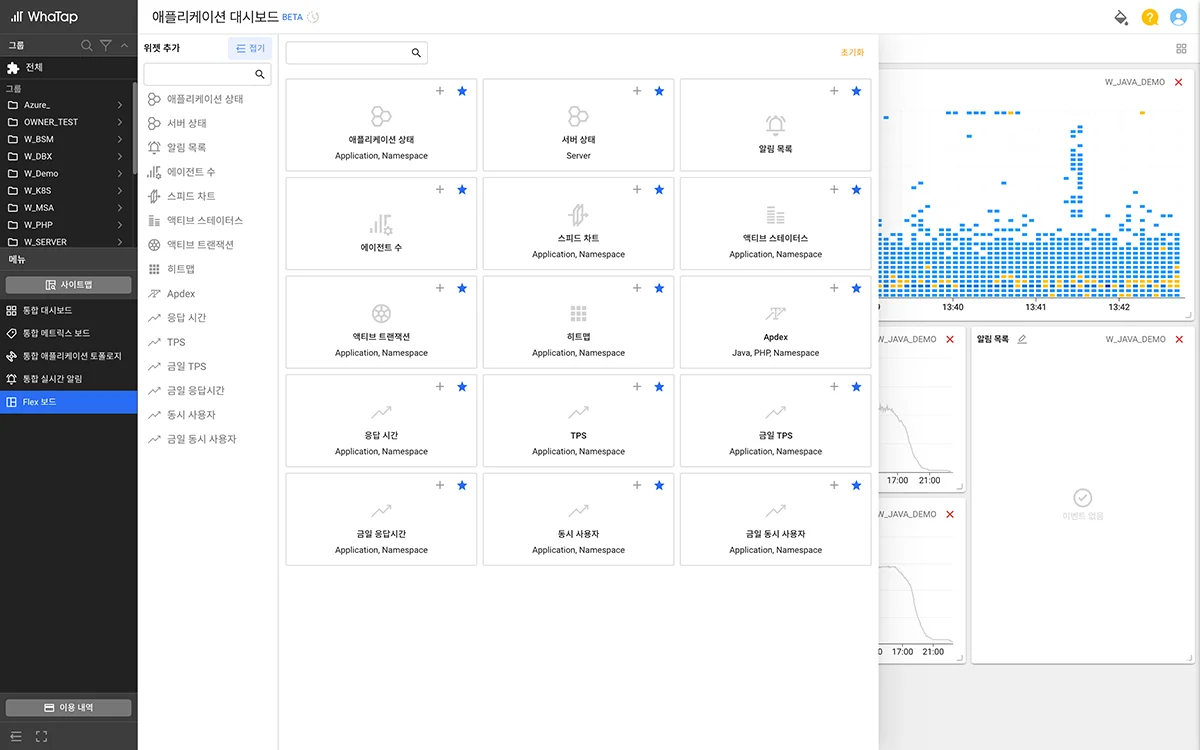 WhaTap
애플리케이션 대시보드 BETA
그룹
전체
그룹
Azure_
OWNER_TEST
W_BSM
W_DBX
W_Demo
W_K8S
W_MSA
W_PHP
W_SERVER
메뉴
사이트맵
통합 대시보드
통합 메트릭스 보드
통합 애플리케이션 토폴로지
통합 실시간 알림
Flex 보드
이용 내역
위젯 추가
접기
애플리케이션 상태
서버 상태
알림 목록
에이전트 수
스피드 차트
액티브 스테이터스
액티브 트랜잭션
히트맵
Apdex
응답 시간
TPS
금일 TPS
금일 응답시간
동시 사용자
금일 동시 사용자
초기화
애플리케이션 상태
Application, Namespace
서버 상태
Server
알림 목록
에이전트 수
스피드 차트
Application, Namespace
액티브 스테이터스
Application, Namespace
액티브 트랜잭션
Application, Namespace
히트맵
Application, Namespace
Apdex
Java, PHP, Namespace
응답 시간
Application, Namespace
TPS
Application, Namespace
금일 TPS
Application, Namespace
금일 응답시간
Application, Namespace
동시 사용자
Application, Namespace
금일 동시 사용자
Application, Namespace
W_JAVA_DEMO
13:40
13:41
13:42
W_JAVA_DEMO
17:00
21:00
알림 목록
W_JAVA_DEMO
이벤트 없음
W_JAVA_DEMO
17:00
21:00